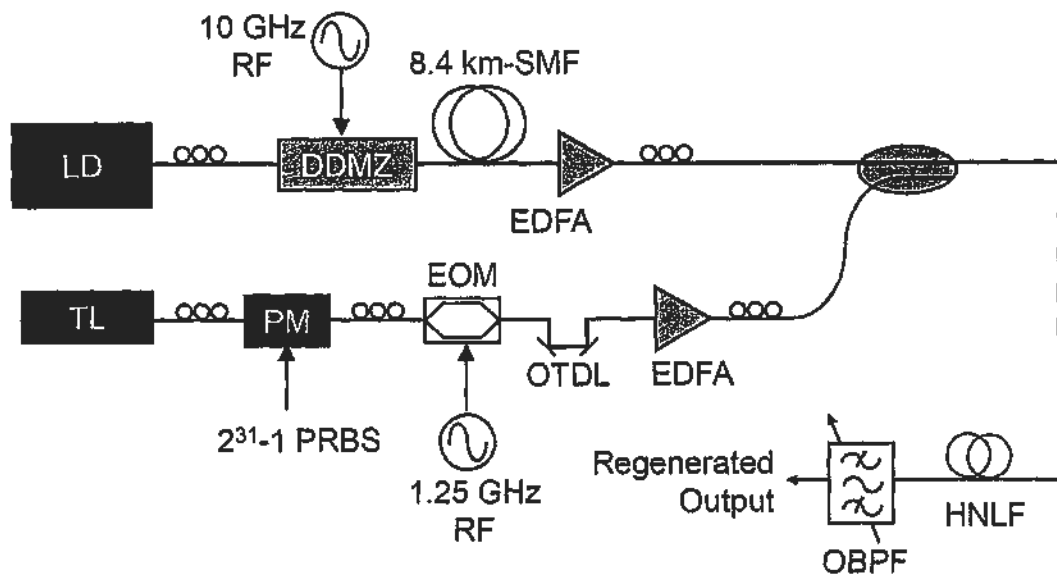 10 GHz
RF
8.4 km-SMF
LD
DDMZ
EDFA
EOM
TL
PM
OTDL
EDFA
2³¹-1 PRBS
1.25 GHz
RF
Regenerated
Output
HNLF
OBPF